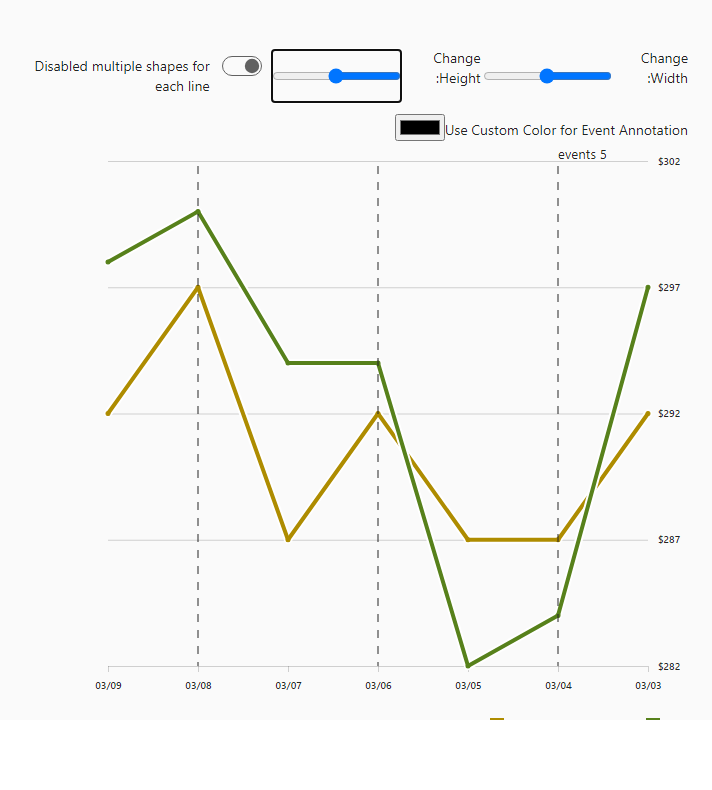 Change
:Width
Change
:Height
Disabled multiple shapes for
each line
Use Custom Color for Event Annotation
events 5
$302
$297
$292
$287
$282
03/09
03/08
03/07
03/06
03/05
03/04
03/03